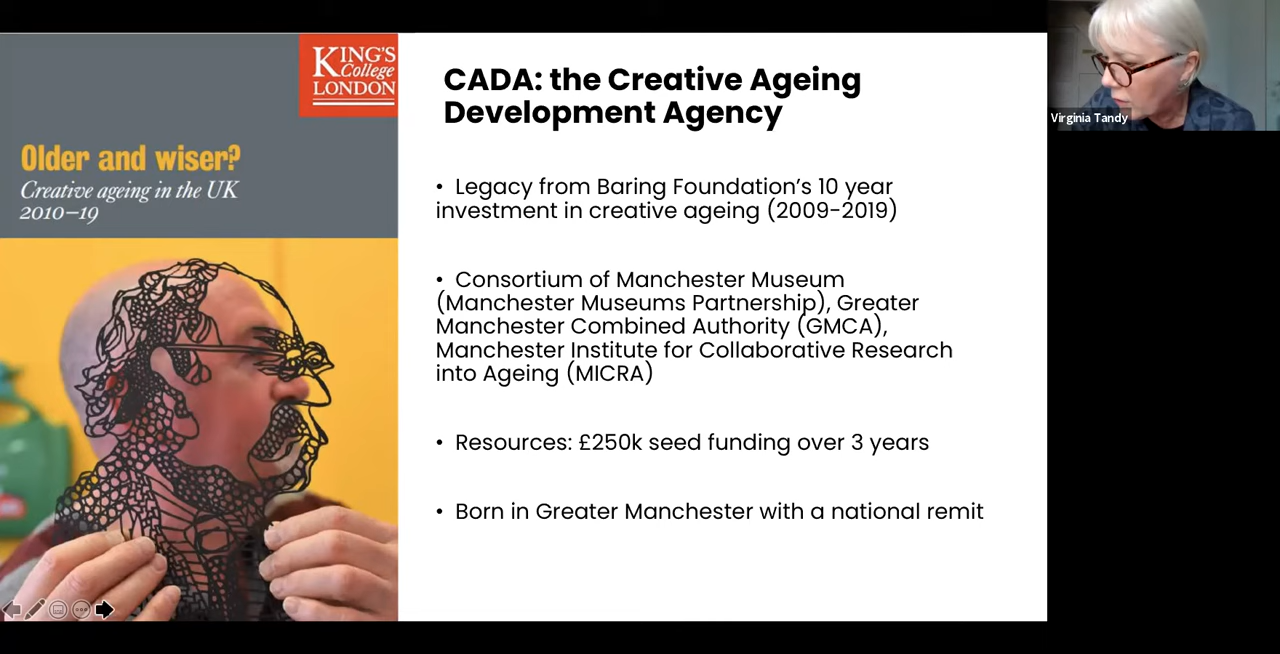 KING'S
College
LONDON
Older and wiser?
Creative ageing in the UK
2010–19
CADA: the Creative Ageing
Development Agency
• Legacy from Baring Foundation’s 10 year
investment in creative ageing (2009-2019)
• Consortium of Manchester Museum
(Manchester Museums Partnership), Greater
Manchester Combined Authority (GMCA),
Manchester Institute for Collaborative Research
into Ageing (MICRA)
• Resources: £250k seed funding over 3 years
• Born in Greater Manchester with a national remit
Virginia Tandy